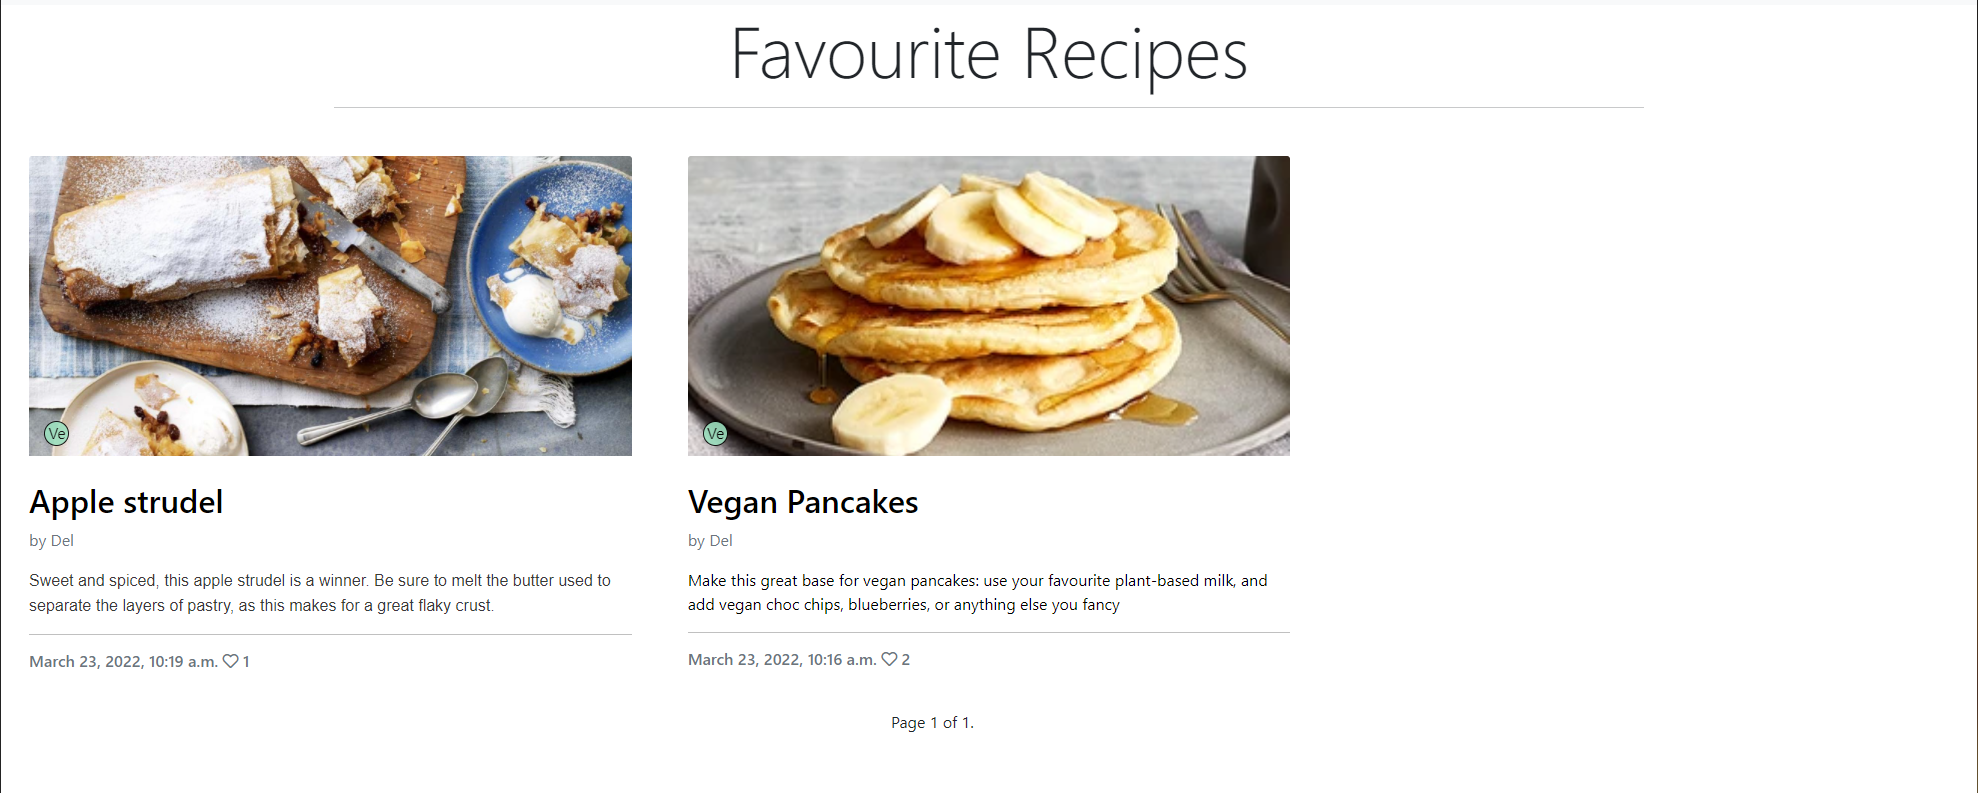 Favourite Recipes
Ve
Apple strudel
by Del
Sweet and spiced, this apple strudel is a winner. Be sure to melt the butter used to
separate the layers of pastry, as this makes for a great flaky crust.
March 23, 2022, 10:19 a.m. 1
Ve
Vegan Pancakes
by Del
Make this great base for vegan pancakes: use your favourite plant-based milk, and
add vegan choc chips, blueberries, or anything else you fancy
March 23, 2022, 10:16 a.m. 2
Page 1 of 1.